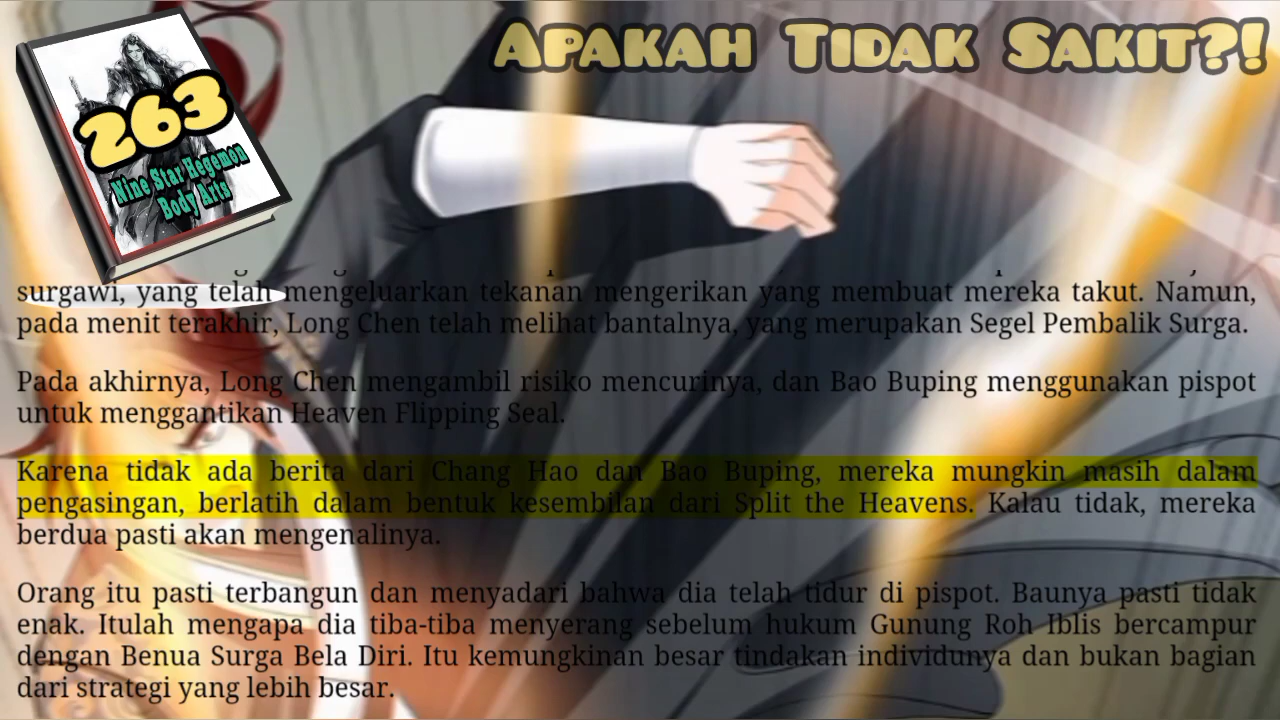 APAKAH TIDAK SAKIT?!
263
Nine Star Hegemon
Body Arts
surgawi, yang telah mengeluarkan tekanan mengerikan yang membuat mereka takut. Namun,
pada menit terakhir, Long Chen telah melihat bantalnya, yang merupakan Segel Pembalik Surga.
Pada akhirnya, Long Chen mengambil risiko mencurinya, dan Bao Buping menggunakan pispot
untuk menggantikan Heaven Flipping Seal.
Karena tidak ada berita dari Chang Hao dan Bao Buping, mereka mungkin masih dalam
pengasingan, berlatih dalam bentuk kesembilan dari Split the Heavens. Kalau tidak, mereka
berdua pasti akan mengenalinya.
Orang itu pasti terbangun dan menyadari bahwa dia telah tidur di pispot. Baunya pasti tidak
enak. Itulah mengapa dia tiba-tiba menyerang sebelum hukum Gunung Roh Iblis bercampur
dengan Benua Surga Bela Diri. Itu kemungkinan besar tindakan individunya dan bukan bagian
dari strategi yang lebih besar.